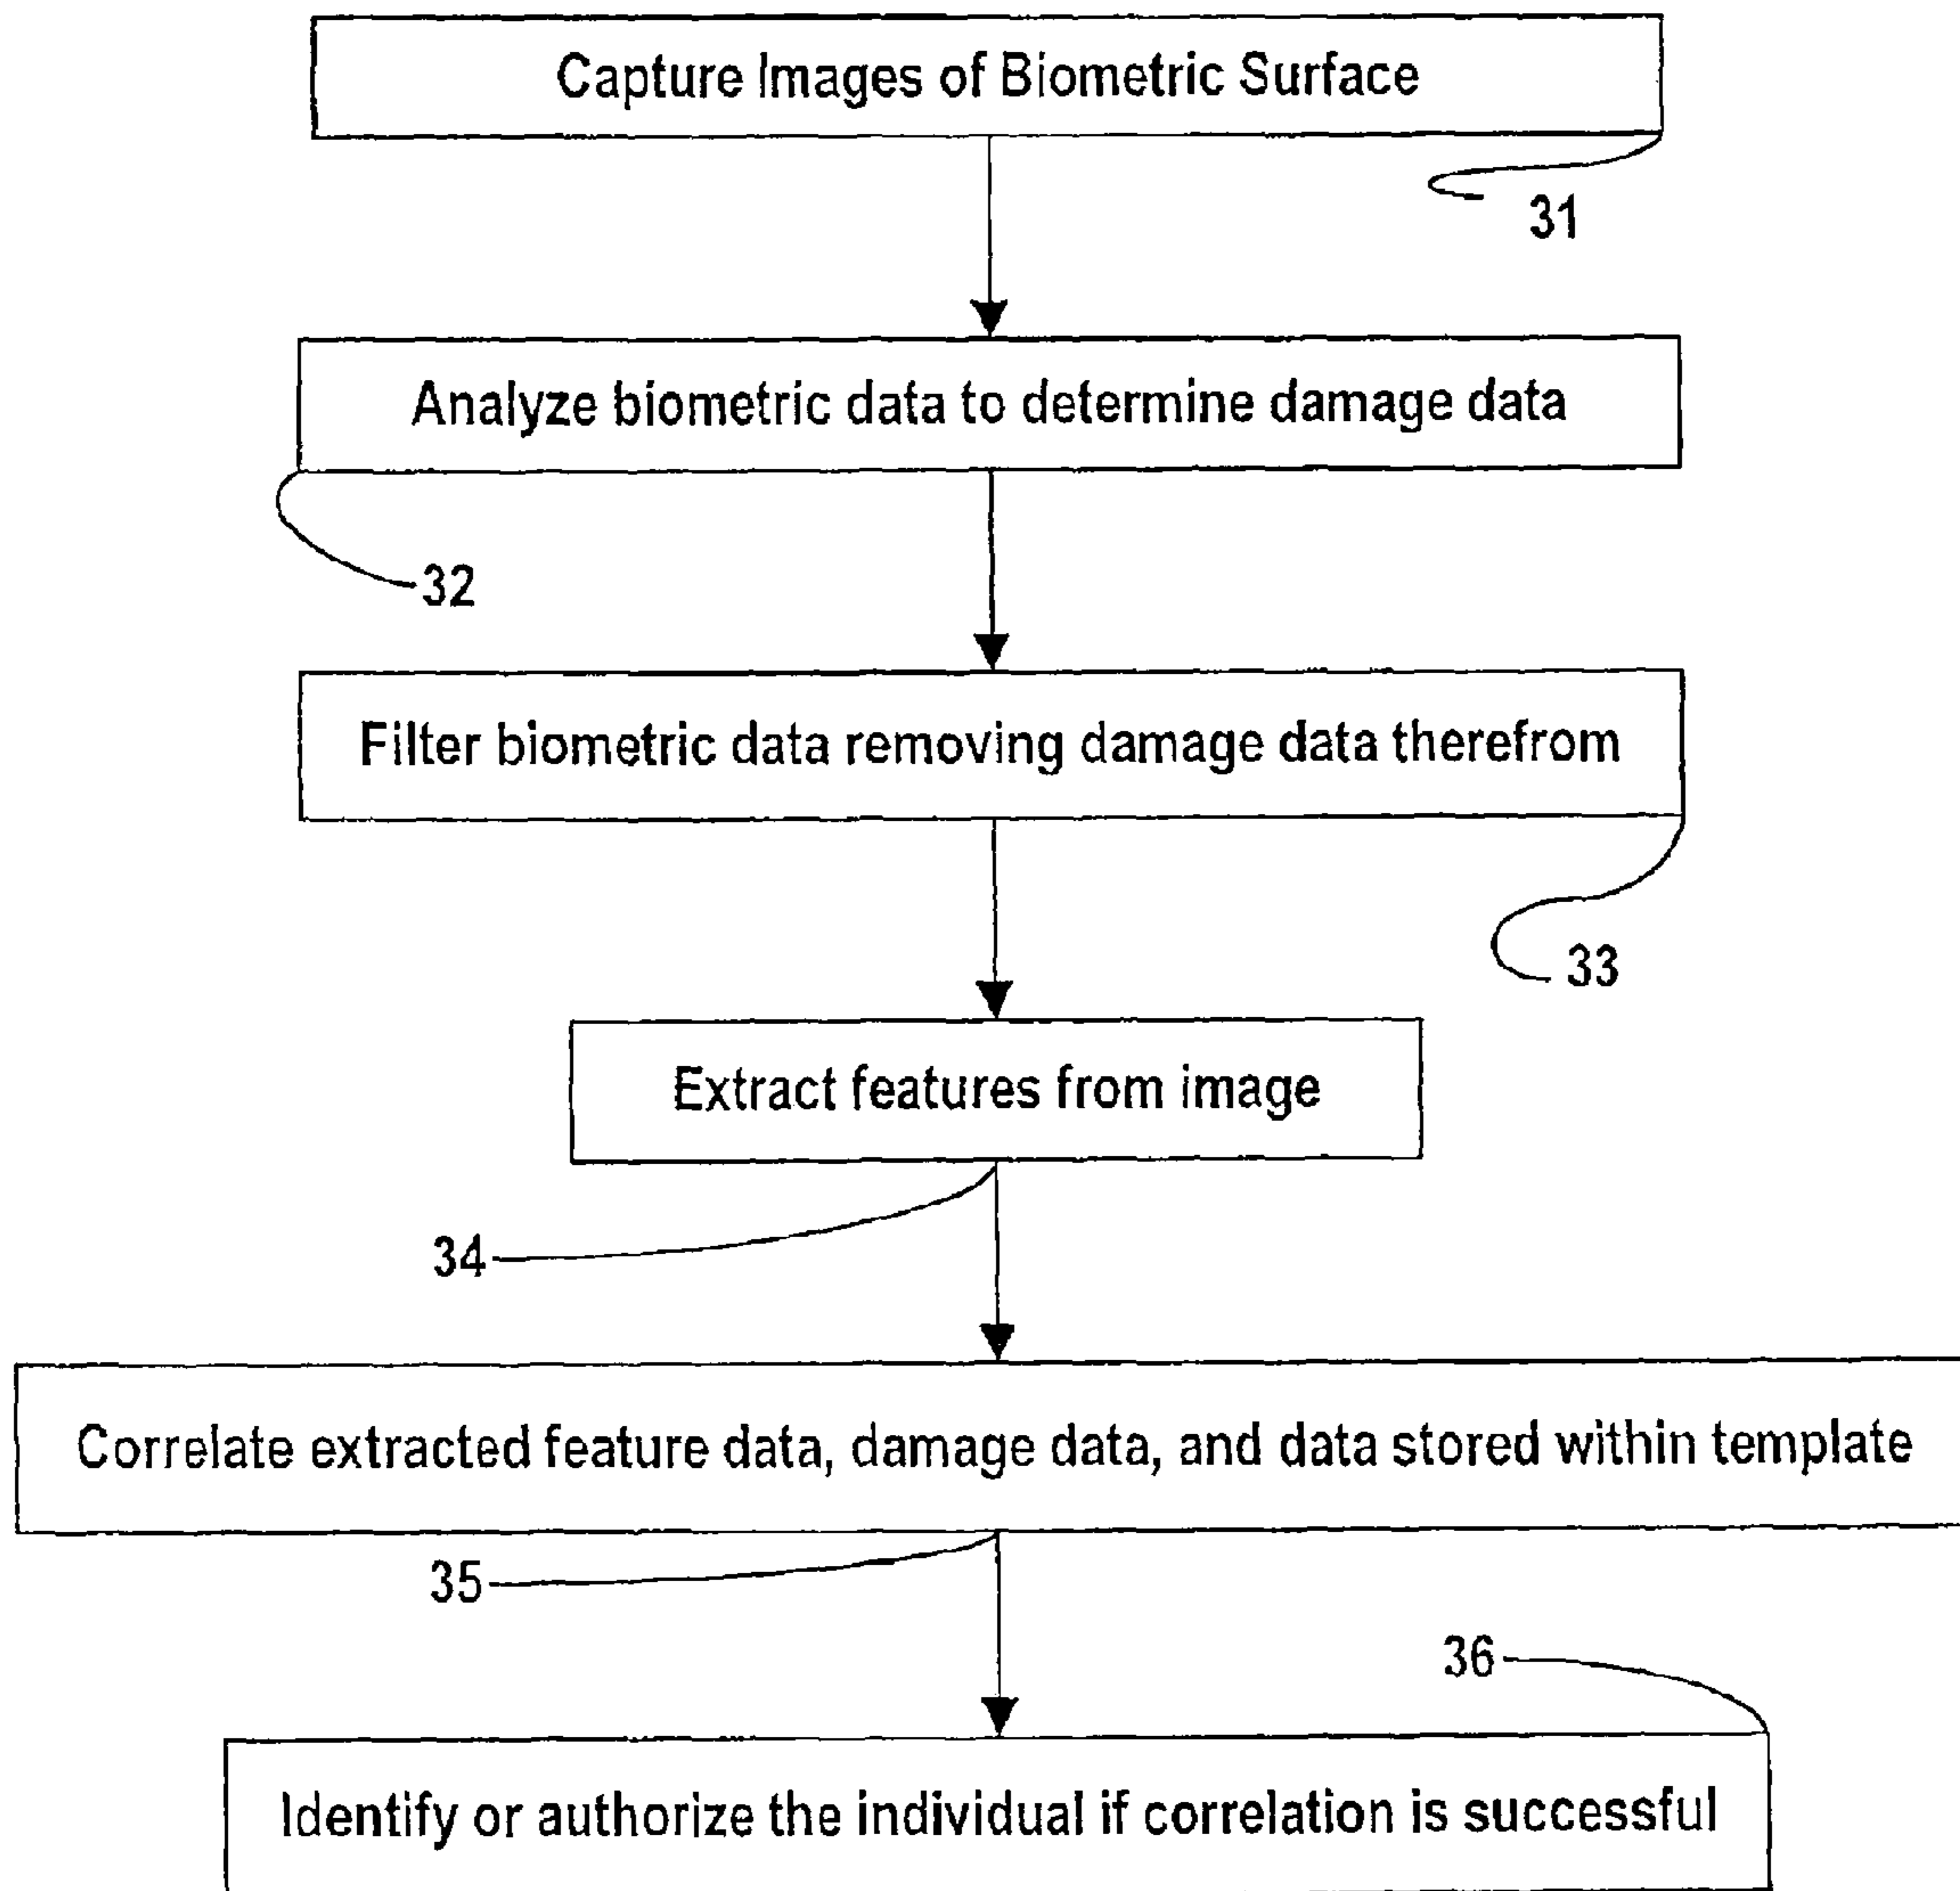 Capture Images of Biometric Surface
31
Analyze biometric data to determine damage data
32
Filter biometric data removing damage data therefrom
33
Extract features from image
34
Correlate extracted feature data, damage data, and data stored within template
35
36
Identify or authorize the individual if correlation is successful